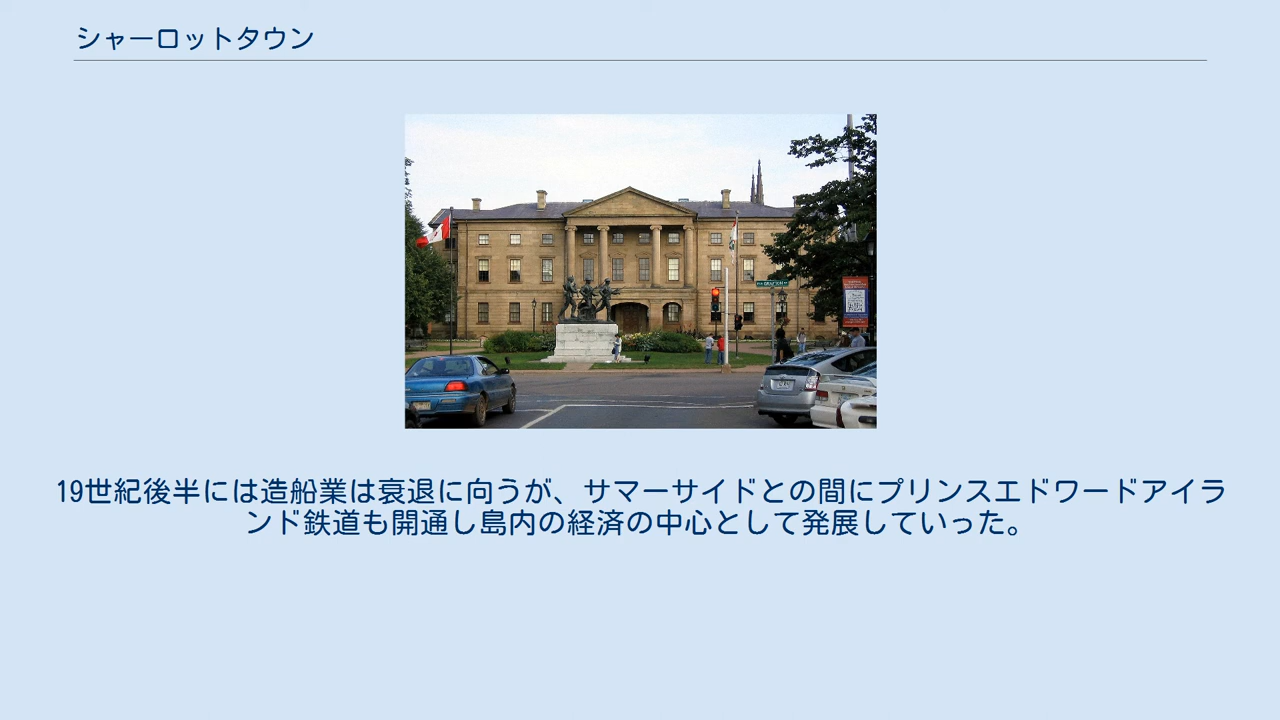 シャーロットタウン
GRAFTON
19世紀後半には造船業は衰退に向うが、サマーサイドとの間にプリンスエドワードアイラ
ンド鉄道も開通し島内の経済の中心として発展していった。